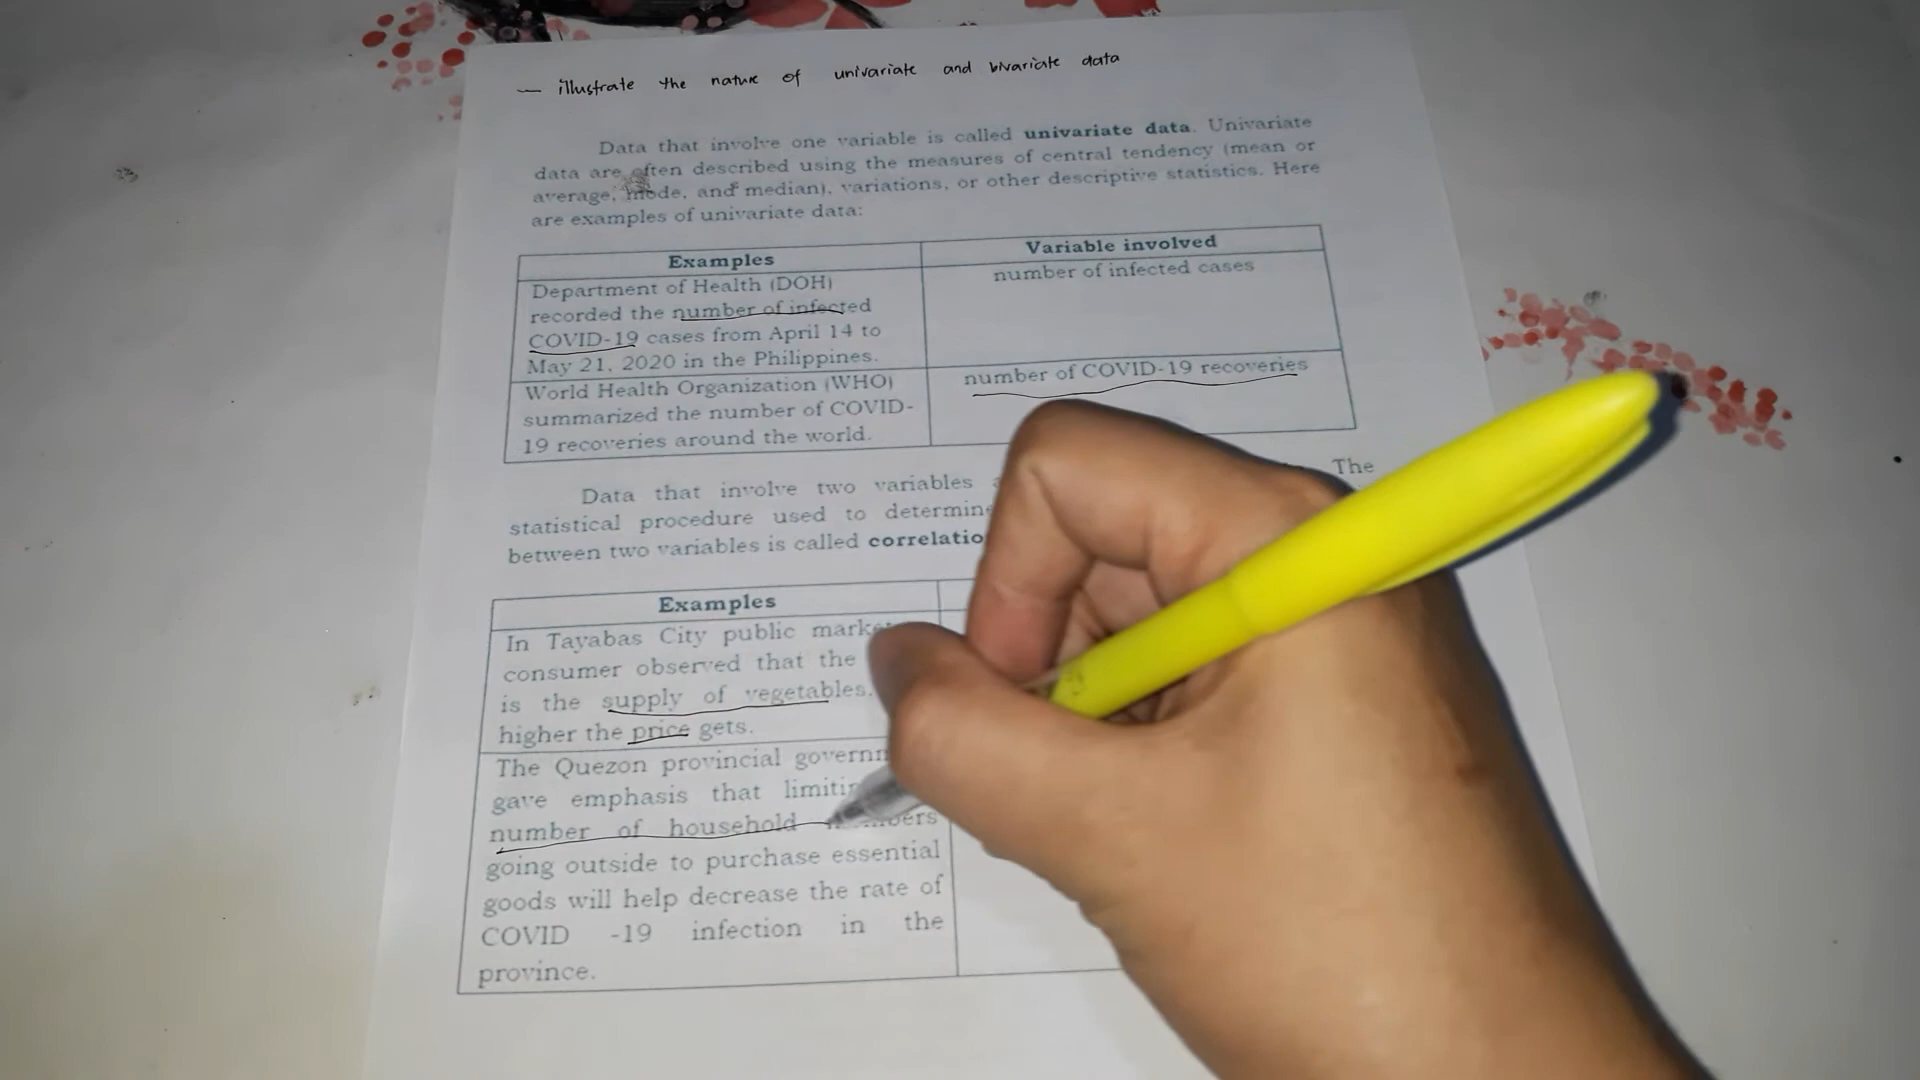 — illustrate the nature of univariate and bivariate data
Data that involve one variable is called univariate data. Univariate
data are often described using the measures of central tendency (mean or
average, mode, and median), variations, or other descriptive statistics. Here
are examples of univariate data:
Examples
Variable involved
Department of Health (DOH)
recorded the number of infected
COVID-19 cases from April 14 to
May 21, 2020 in the Philippines.
number of infected cases
World Health Organization (WHO)
summarized the number of COVID-
19 recoveries around the world.
number of COVID-19 recoveries
Data that involve two variables The
statistical procedure used to determine
between two variables is called
Examples
In Tayabas City public
consumer observed that the
is the supply of vegetables.
higher the price gets.
The Quezon provincial
gave emphasis that
number of household
going outside to purchase essential
goods will help decrease the rate of
COVID -19 infection in the
province.